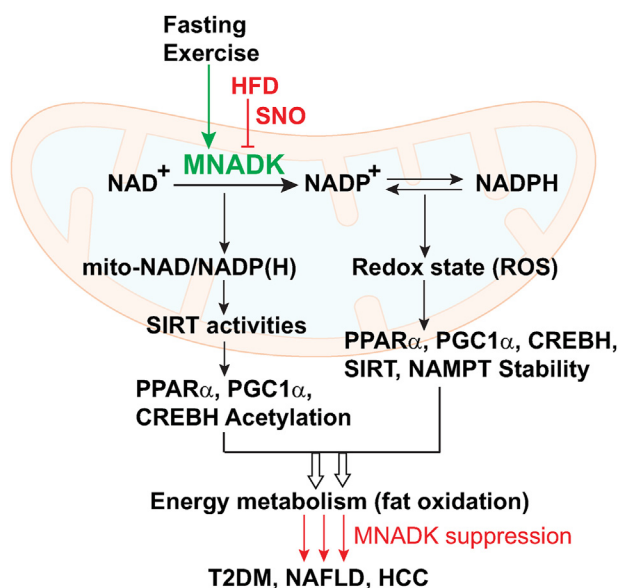 Fasting
Exercise
HFD
SNO
MNADK
NAD+ NADP+ NADPH
mito-NAD/NADP(H) Redox state (ROS)
SIRT activities
PPARα, PGC1α, CREBH,
SIRT, NAMPT Stability
PPARα, PGC1α,
CREBH Acetylation
Energy metabolism (fat oxidation)
MNADK suppression
T2DM, NAFLD, HCC